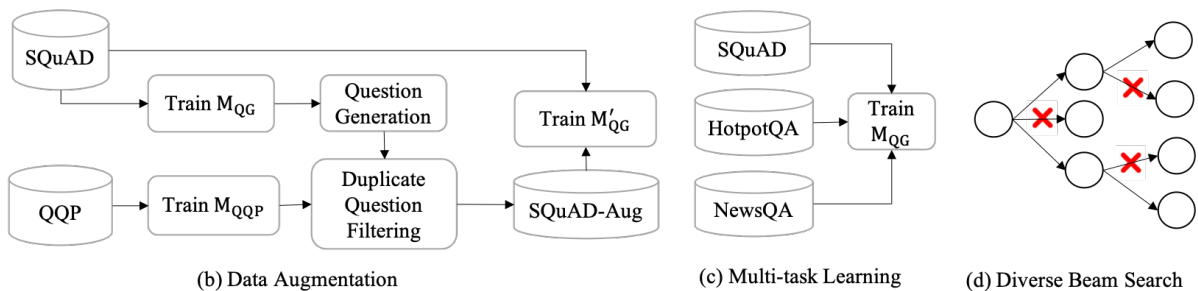 SQuAD
Train M_QG
Question
Generation
Train M′_QG
QQP
Train M_QQP
Duplicate
Question
Filtering
SQuAD-Aug
(b) Data Augmentation
SQuAD
HotpotQA
Train
M_QG
NewsQA
(c) Multi-task Learning
(d) Diverse Beam Search